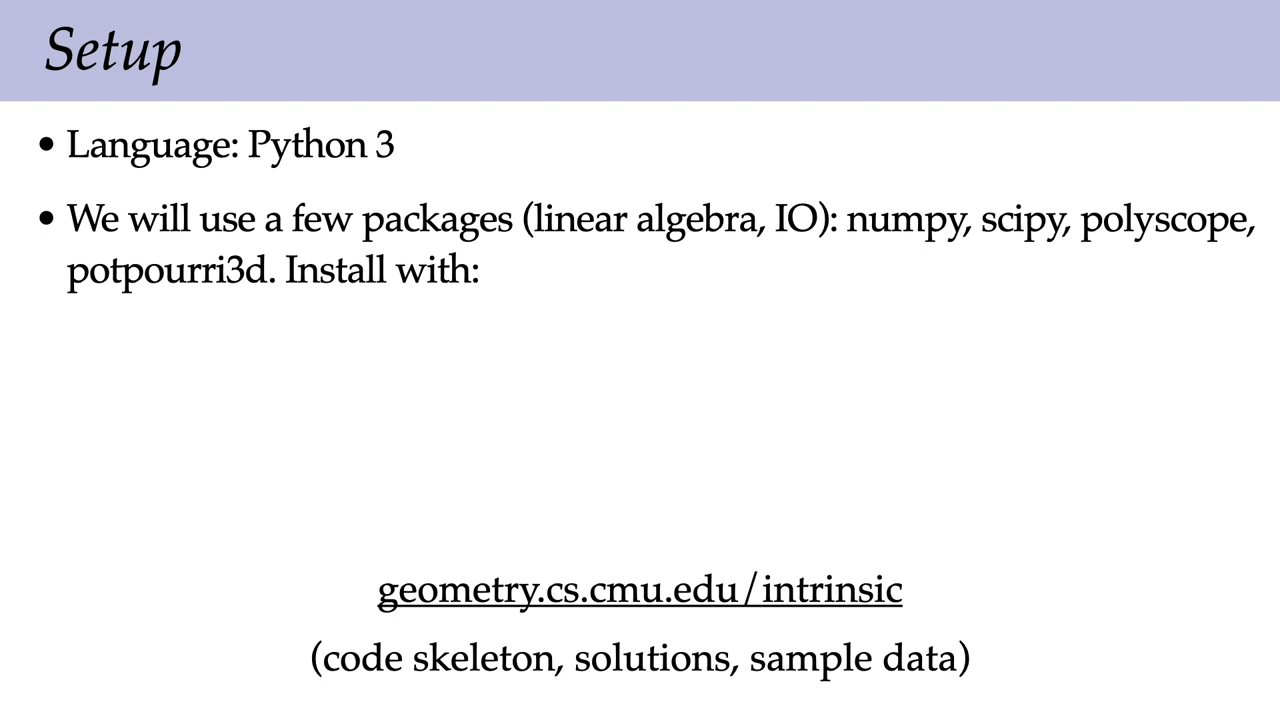 Setup
• Language: Python 3
• We will use a few packages (linear algebra, IO): numpy, scipy, polyscope,
potpourri3d. Install with:
geometry.cs.cmu.edu/intrinsic
(code skeleton, solutions, sample data)